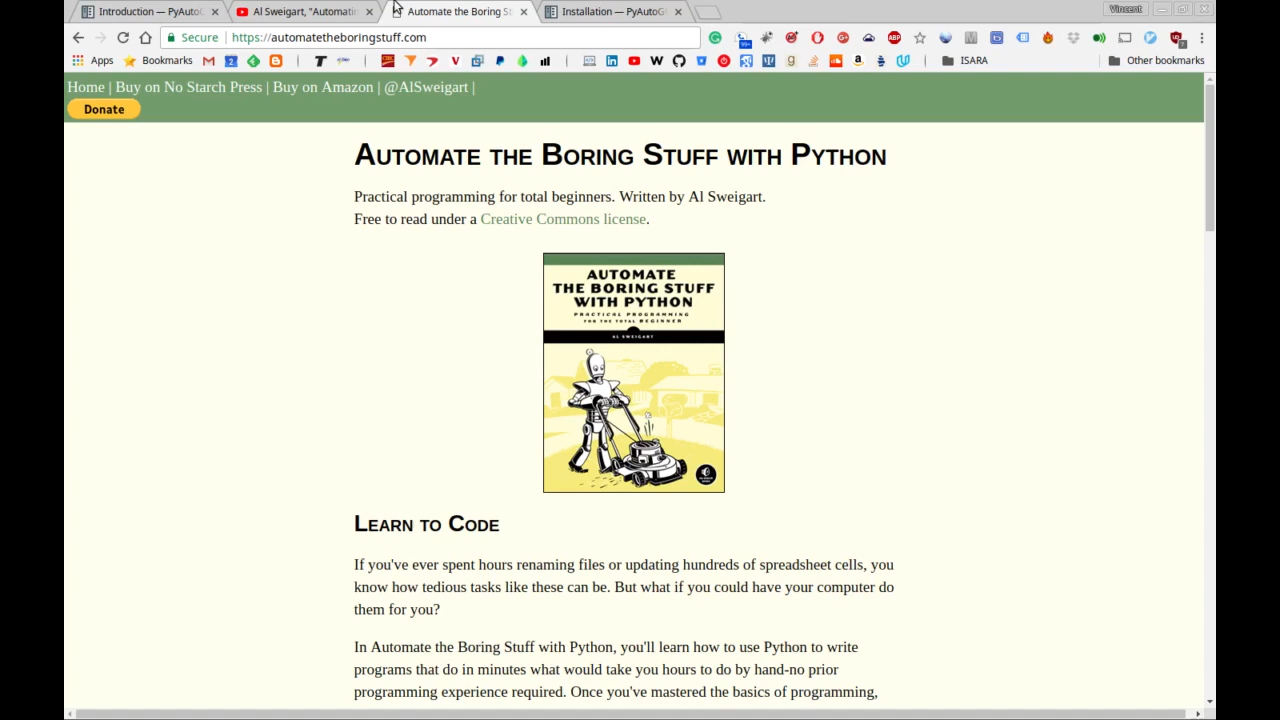 Introduction — PyAutoG
Al Sweigart, "Automatin
Automate the Boring St
Installation — PyAutoG
Vincent
Secure
https://automatetheboringstuff.com
Apps
Bookmarks
ISARA
Other bookmarks
Home | Buy on No Starch Press | Buy on Amazon | @AlSweigart |
Donate
Automate the Boring Stuff with Python
Practical programming for total beginners. Written by Al Sweigart.
Free to read under a Creative Commons license.
AUTOMATE
THE BORING STUFF
WITH PYTHON
PRACTICAL PROGRAMMING
FOR THE TOTAL BEGINNER
AL SWEIGART
Learn to Code
If you've ever spent hours renaming files or updating hundreds of spreadsheet cells, you
know how tedious tasks like these can be. But what if you could have your computer do
them for you?
In Automate the Boring Stuff with Python, you'll learn how to use Python to write
programs that do in minutes what would take you hours to do by hand-no prior
programming experience required. Once you've mastered the basics of programming,